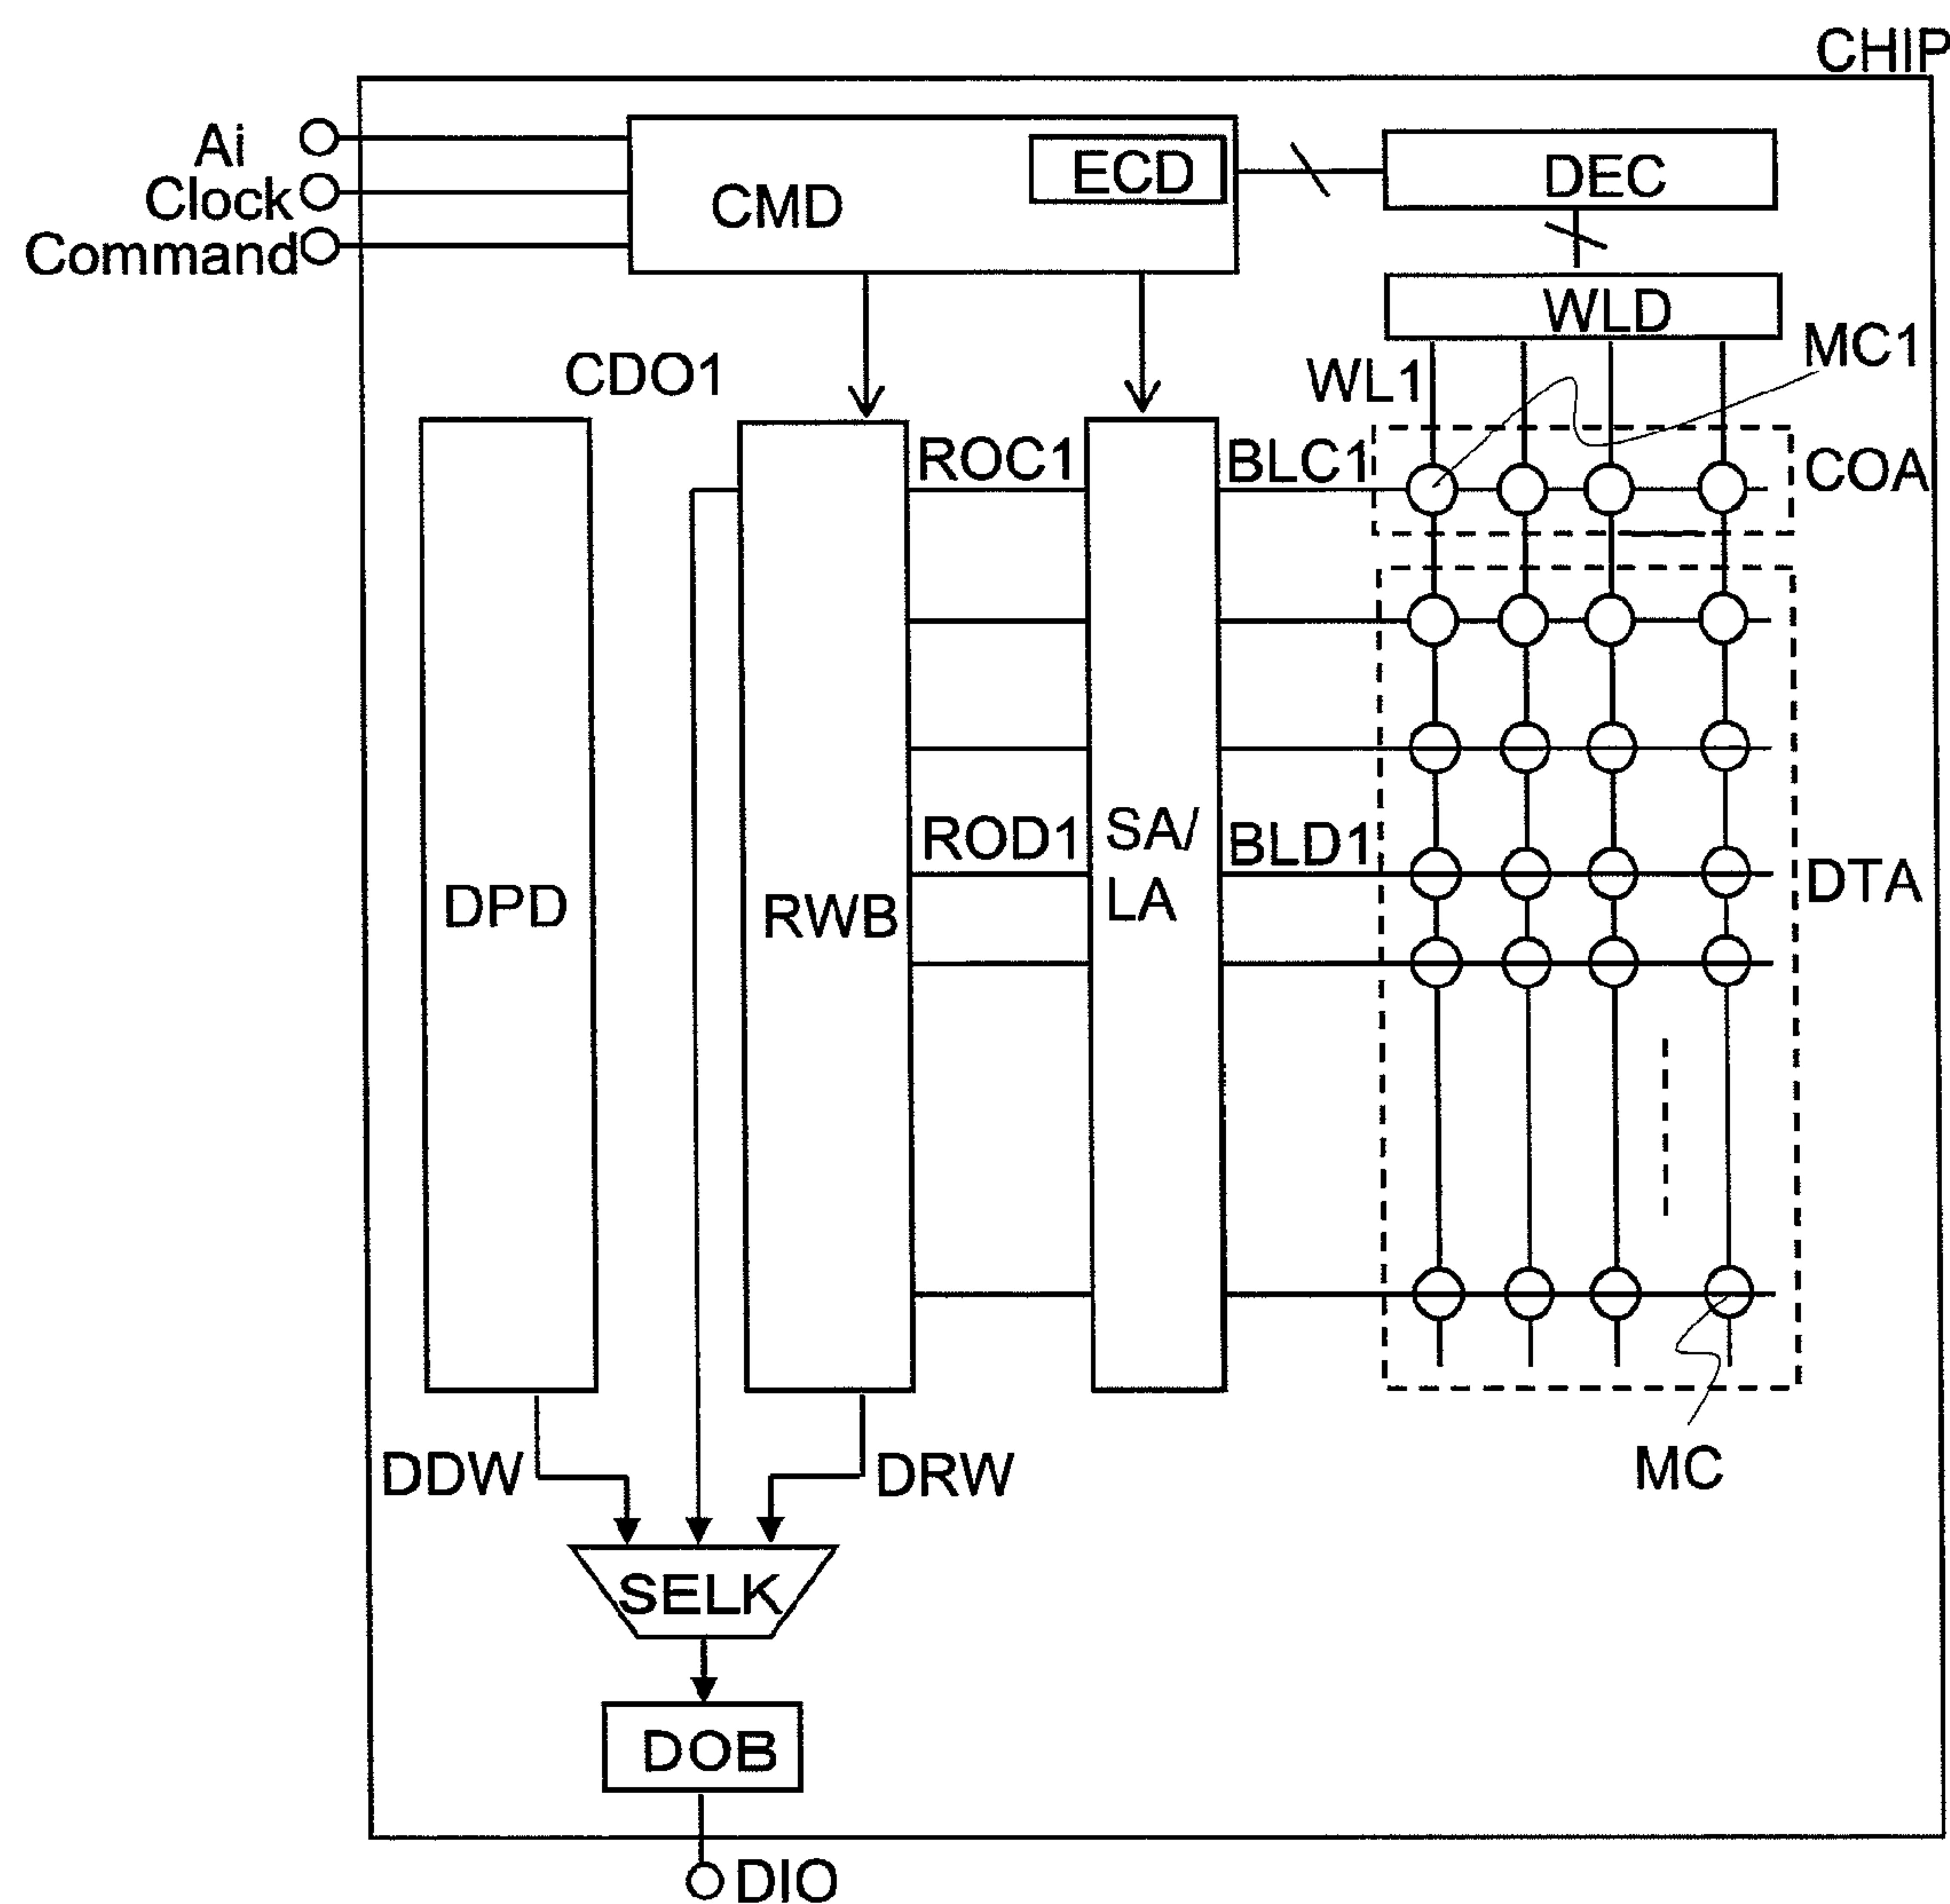 CHIP
Ai
Clock
Command
CMD
ECD
DEC
WLD
CDO1
WL1
MC1
ROC1
BLC1
COA
ROD1
SA/
LA
BLD1
DTA
DPD
RWB
DDW
DRW
MC
SELK
DOB
DIO